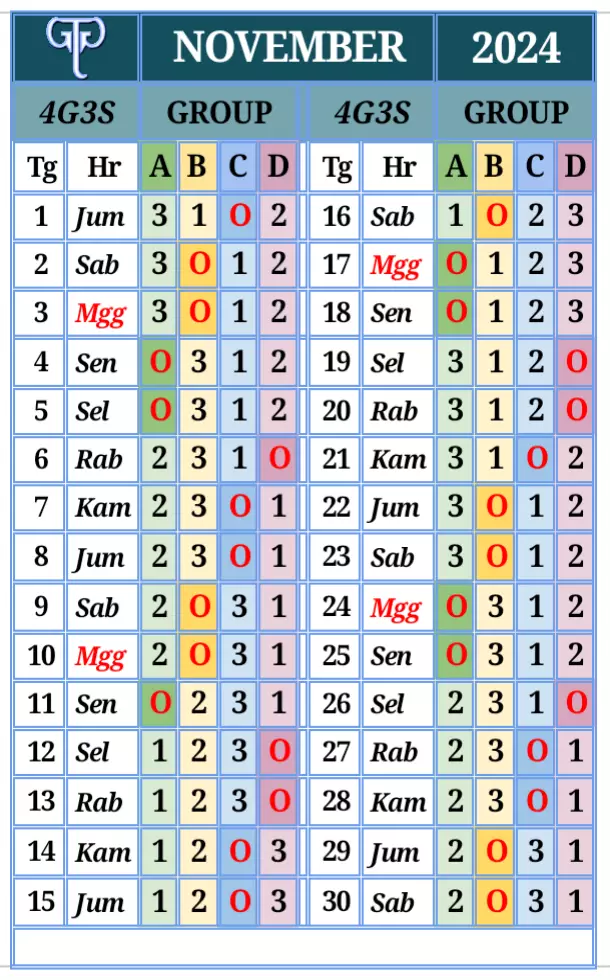 GTP NOVEMBER 2024
4G3S GROUP 4G3S GROUP
Tg Hr A B C D Tg Hr A B C D
1 Jum 3 1 O 2 16 Sab 1 O 2 3
2 Sab 3 O 1 2 17 Mgg O 1 2 3
3 Mgg 3 O 1 2 18 Sen O 1 2 3
4 Sen O 3 1 2 19 Sel 3 1 2 O
5 Sel O 3 1 2 20 Rab 3 1 2 O
6 Rab 2 3 1 O 21 Kam 3 1 O 2
7 Kam 2 3 O 1 22 Jum 3 O 1 2
8 Jum 2 3 O 1 23 Sab 3 O 1 2
9 Sab 2 O 3 1 24 Mgg O 3 1 2
10 Mgg 2 O 3 1 25 Sen O 3 1 2
11 Sen O 2 3 1 26 Sel 2 3 1 O
12 Sel 1 2 3 O 27 Rab 2 3 O 1
13 Rab 1 2 3 O 28 Kam 2 3 O 1
14 Kam 1 2 O 3 29 Jum 2 O 3 1
15 Jum 1 2 O 3 30 Sab 2 O 3 1